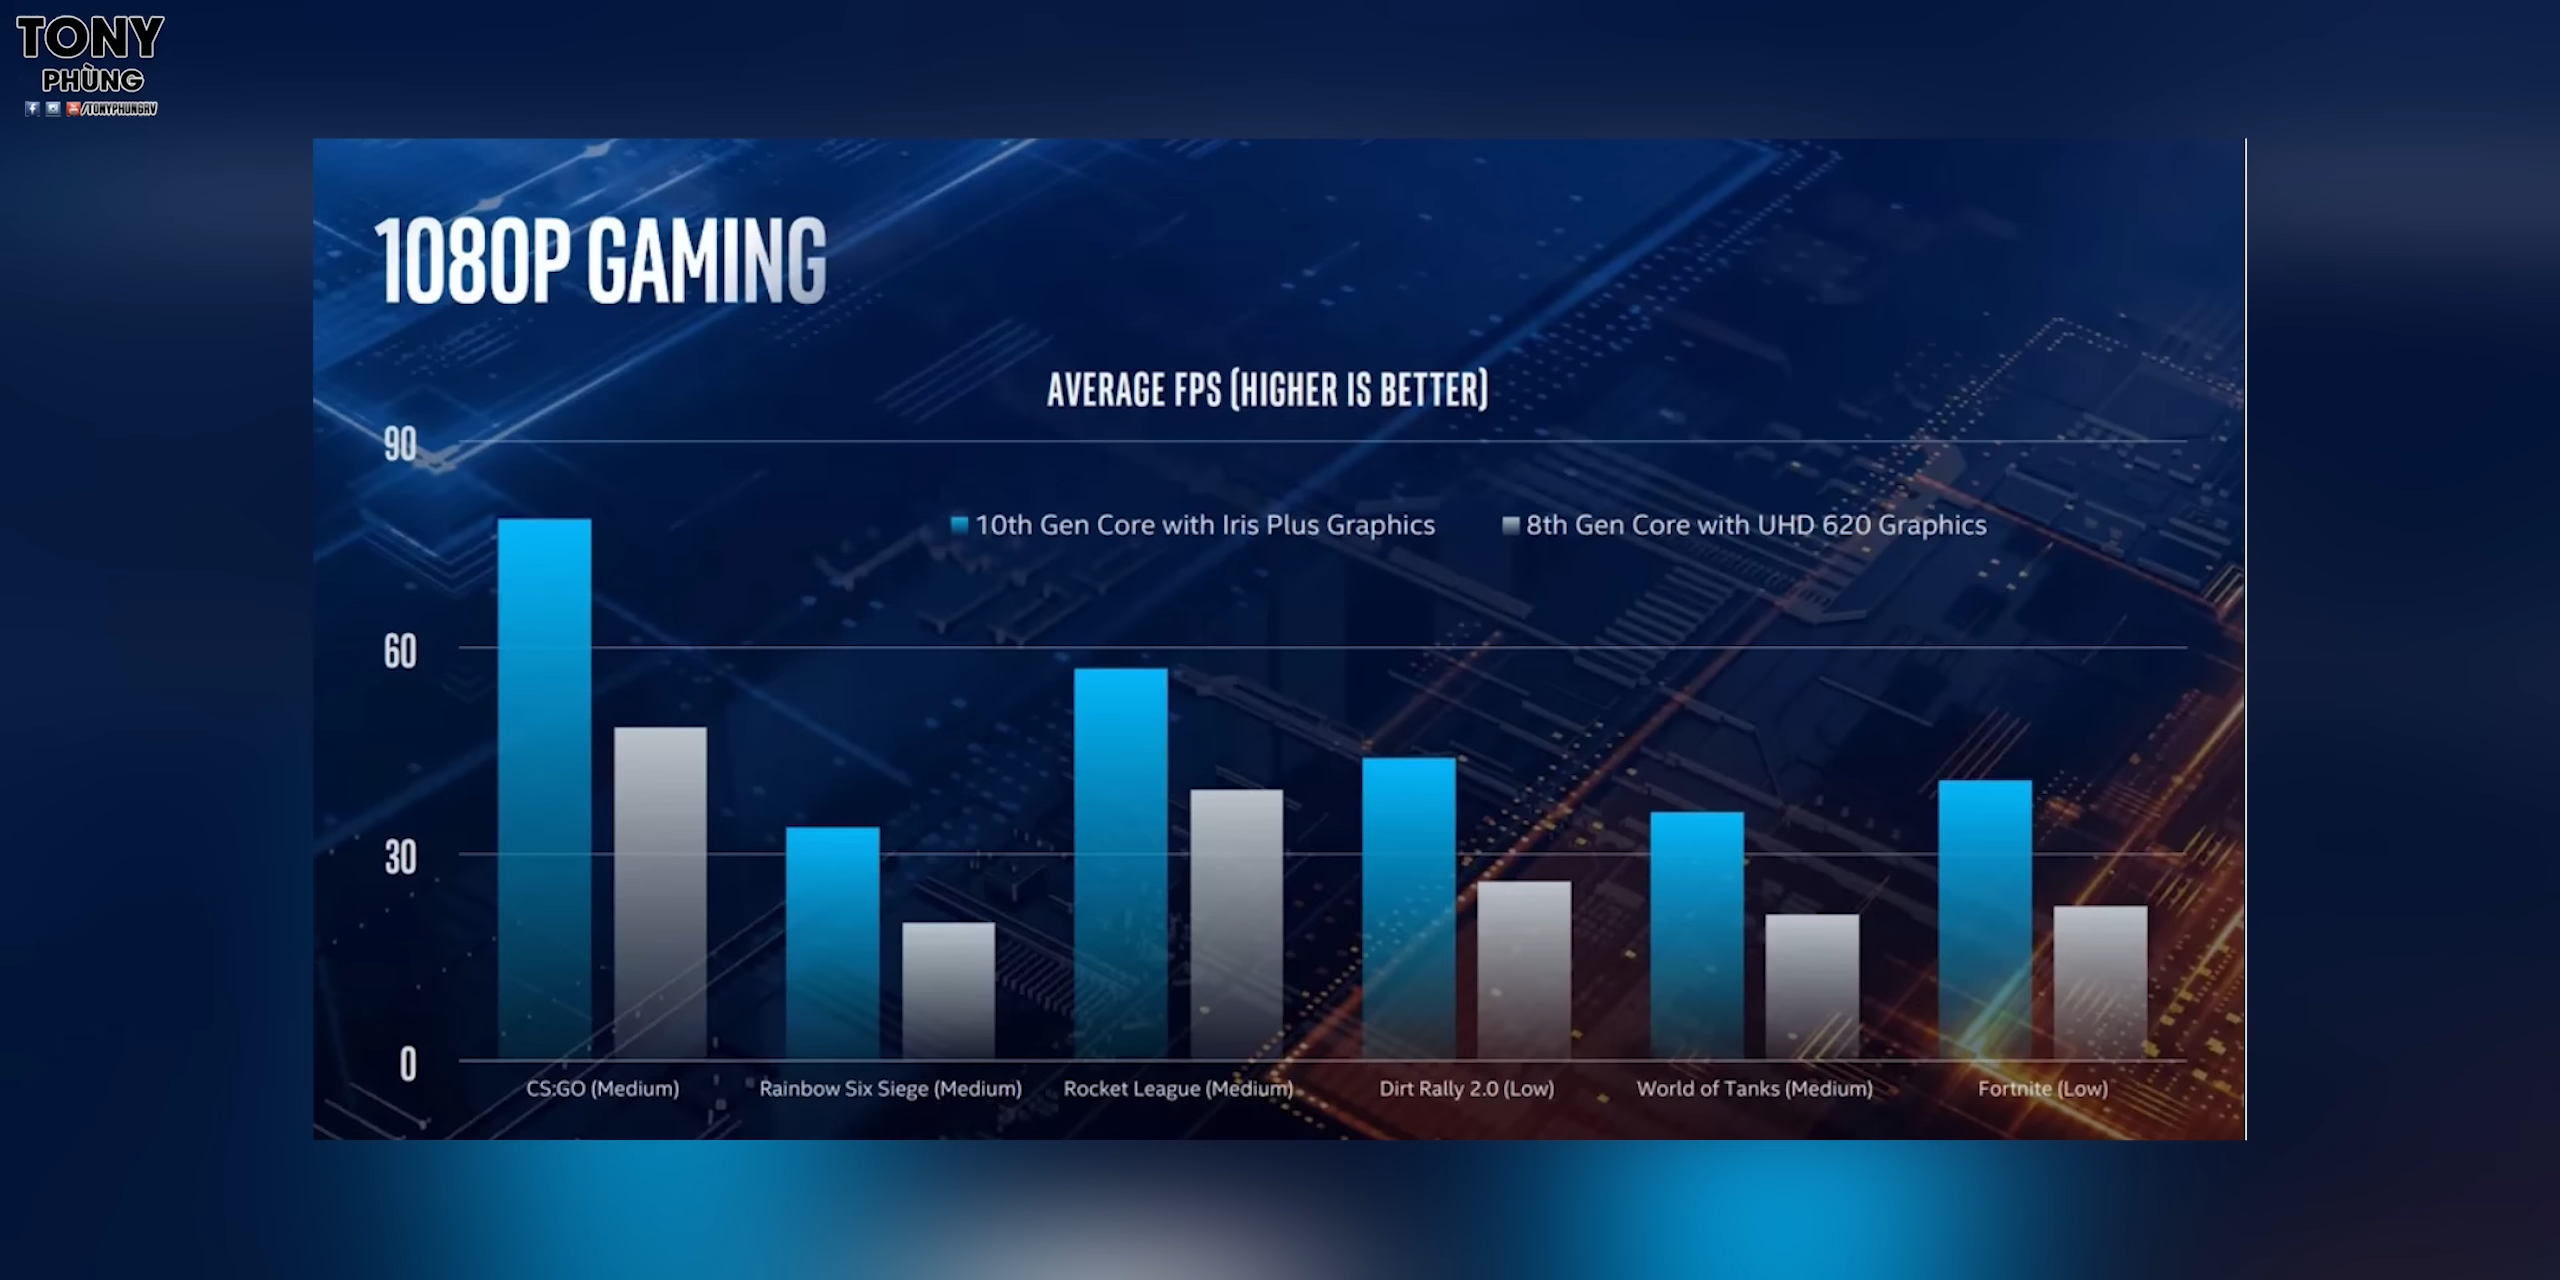 TONY
PHÙNG
/TONYPHUNGRV
1080P GAMING
AVERAGE FPS (HIGHER IS BETTER)
90
10th Gen Core with Iris Plus Graphics
8th Gen Core with UHD 620 Graphics
60
30
0
CS:GO (Medium)
Rainbow Six Siege (Medium)
Rocket League (Medium)
Dirt Rally 2.0 (Low)
World of Tanks (Medium)
Fortnite (Low)